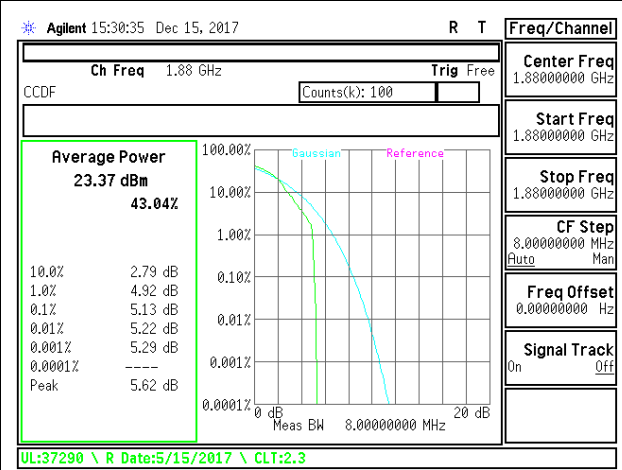 Agilent 15:30:35 Dec 15, 2017 R T
Freq/Channel
Ch Freq 1.88 GHz Trig Free
CCDF Counts(k): 100
Center Freq
1.88000000 GHz
Start Freq
1.88000000 GHz
Stop Freq
1.88000000 GHz
CF Step
8.00000000 MHz
Auto Man
Freq Offset
0.00000000 Hz
Signal Track
On Off
Average Power
23.37 dBm
43.04%
10.0% 2.79 dB
1.0% 4.92 dB
0.1% 5.13 dB
0.01% 5.22 dB
0.001% 5.29 dB
0.0001% ----
Peak 5.62 dB
Gaussian Reference
100.00%
10.00%
1.00%
0.10%
0.01%
0.001%
0.0001%
0 dB 20 dB
Meas BW 8.00000000 MHz
UL:37290 \ R Date:5/15/2017 \ CLT:2.3